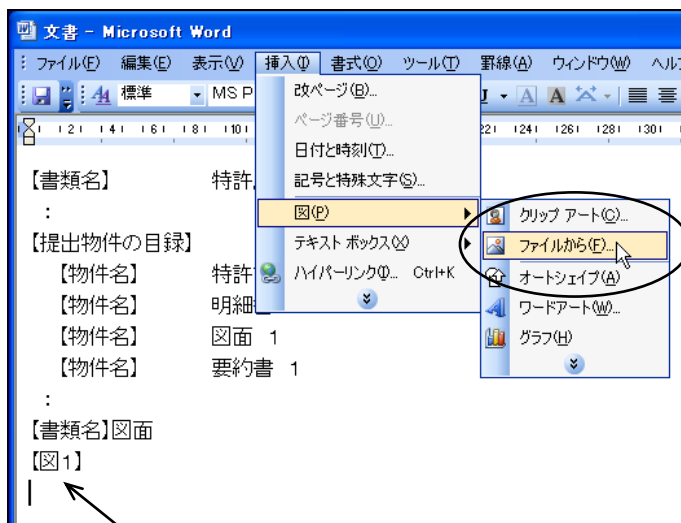 文書 - Microsoft Word
ファイル(F) 編集(E) 表示(V) 挿入(I) 書式(O) ツール(T) 罫線(A) ウィンドウ(W) ヘル
標準 MS P
改ページ(B)...
ページ番号(U)...
日付と時刻(T)...
記号と特殊文字(S)...
図(P)
テキスト ボックス(X)
ハイパーリンク(I)... Ctrl+K
クリップ アート(C)...
ファイルから(F)...
オートシェイプ(A)
ワードアート(W)...
グラフ(H)
【書類名】 特許
:
【提出物件の目録】
【物件名】 特許
【物件名】 明細
【物件名】 図面 1
【物件名】 要約書 1
:
【書類名】図面
【図1】